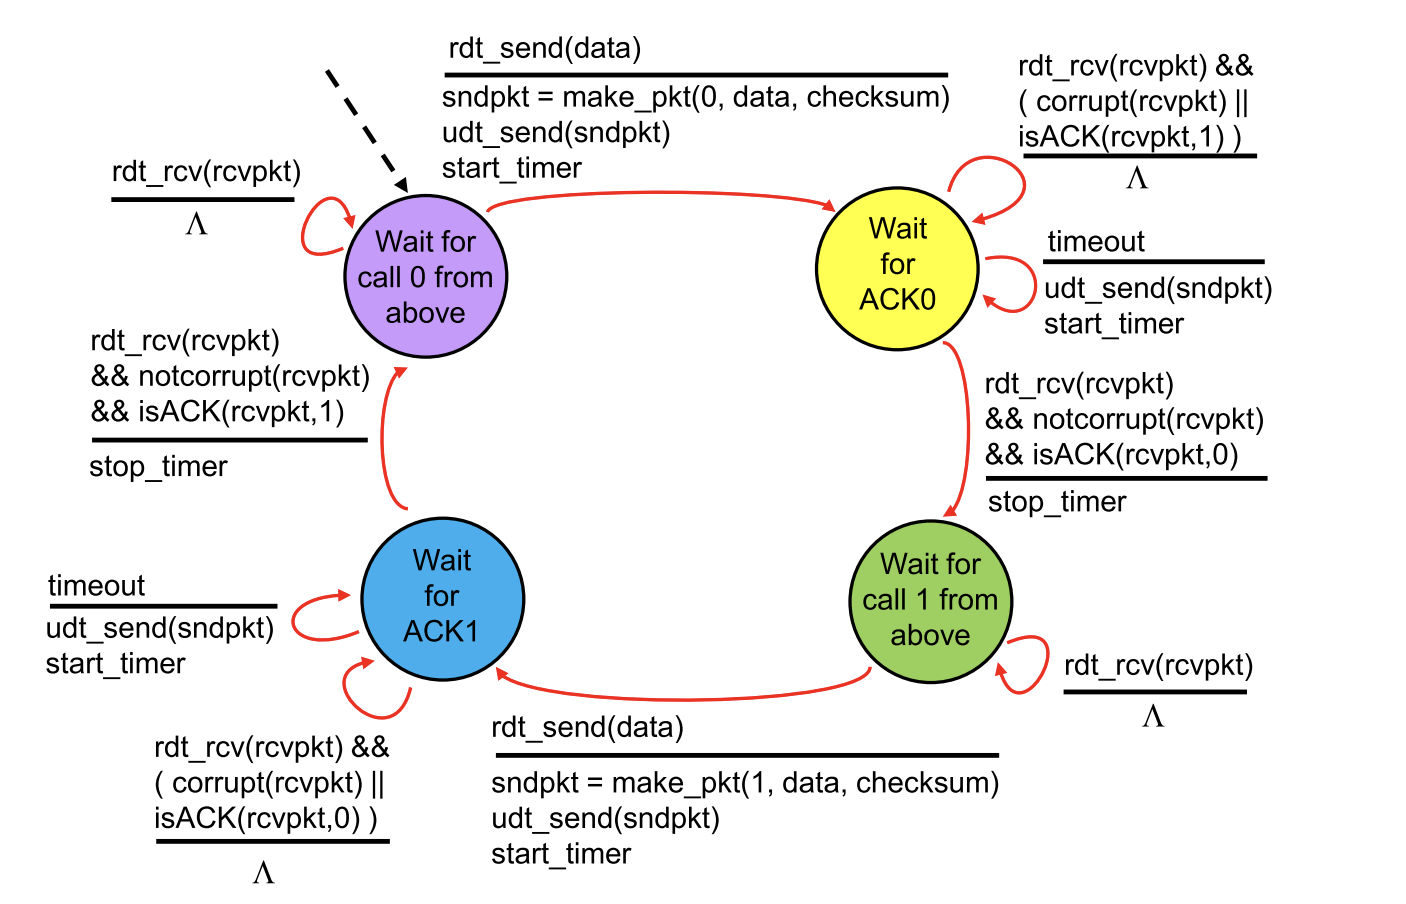 rdt_send(data)
sndpkt = make_pkt(0, data, checksum)
udt_send(sndpkt)
start_timer
rdt_rcv(rcvpkt) &&
( corrupt(rcvpkt) ||
isACK(rcvpkt,1) )
Λ
rdt_rcv(rcvpkt)
Λ
Wait for
call 0 from
above
Wait
for
ACK0
timeout
udt_send(sndpkt)
start_timer
rdt_rcv(rcvpkt)
&& notcorrupt(rcvpkt)
&& isACK(rcvpkt,1)
stop_timer
rdt_rcv(rcvpkt)
&& notcorrupt(rcvpkt)
&& isACK(rcvpkt,0)
stop_timer
Wait
for
ACK1
Wait for
call 1 from
above
timeout
udt_send(sndpkt)
start_timer
rdt_rcv(rcvpkt)
Λ
rdt_rcv(rcvpkt) &&
( corrupt(rcvpkt) ||
isACK(rcvpkt,0) )
Λ
rdt_send(data)
sndpkt = make_pkt(1, data, checksum)
udt_send(sndpkt)
start_timer